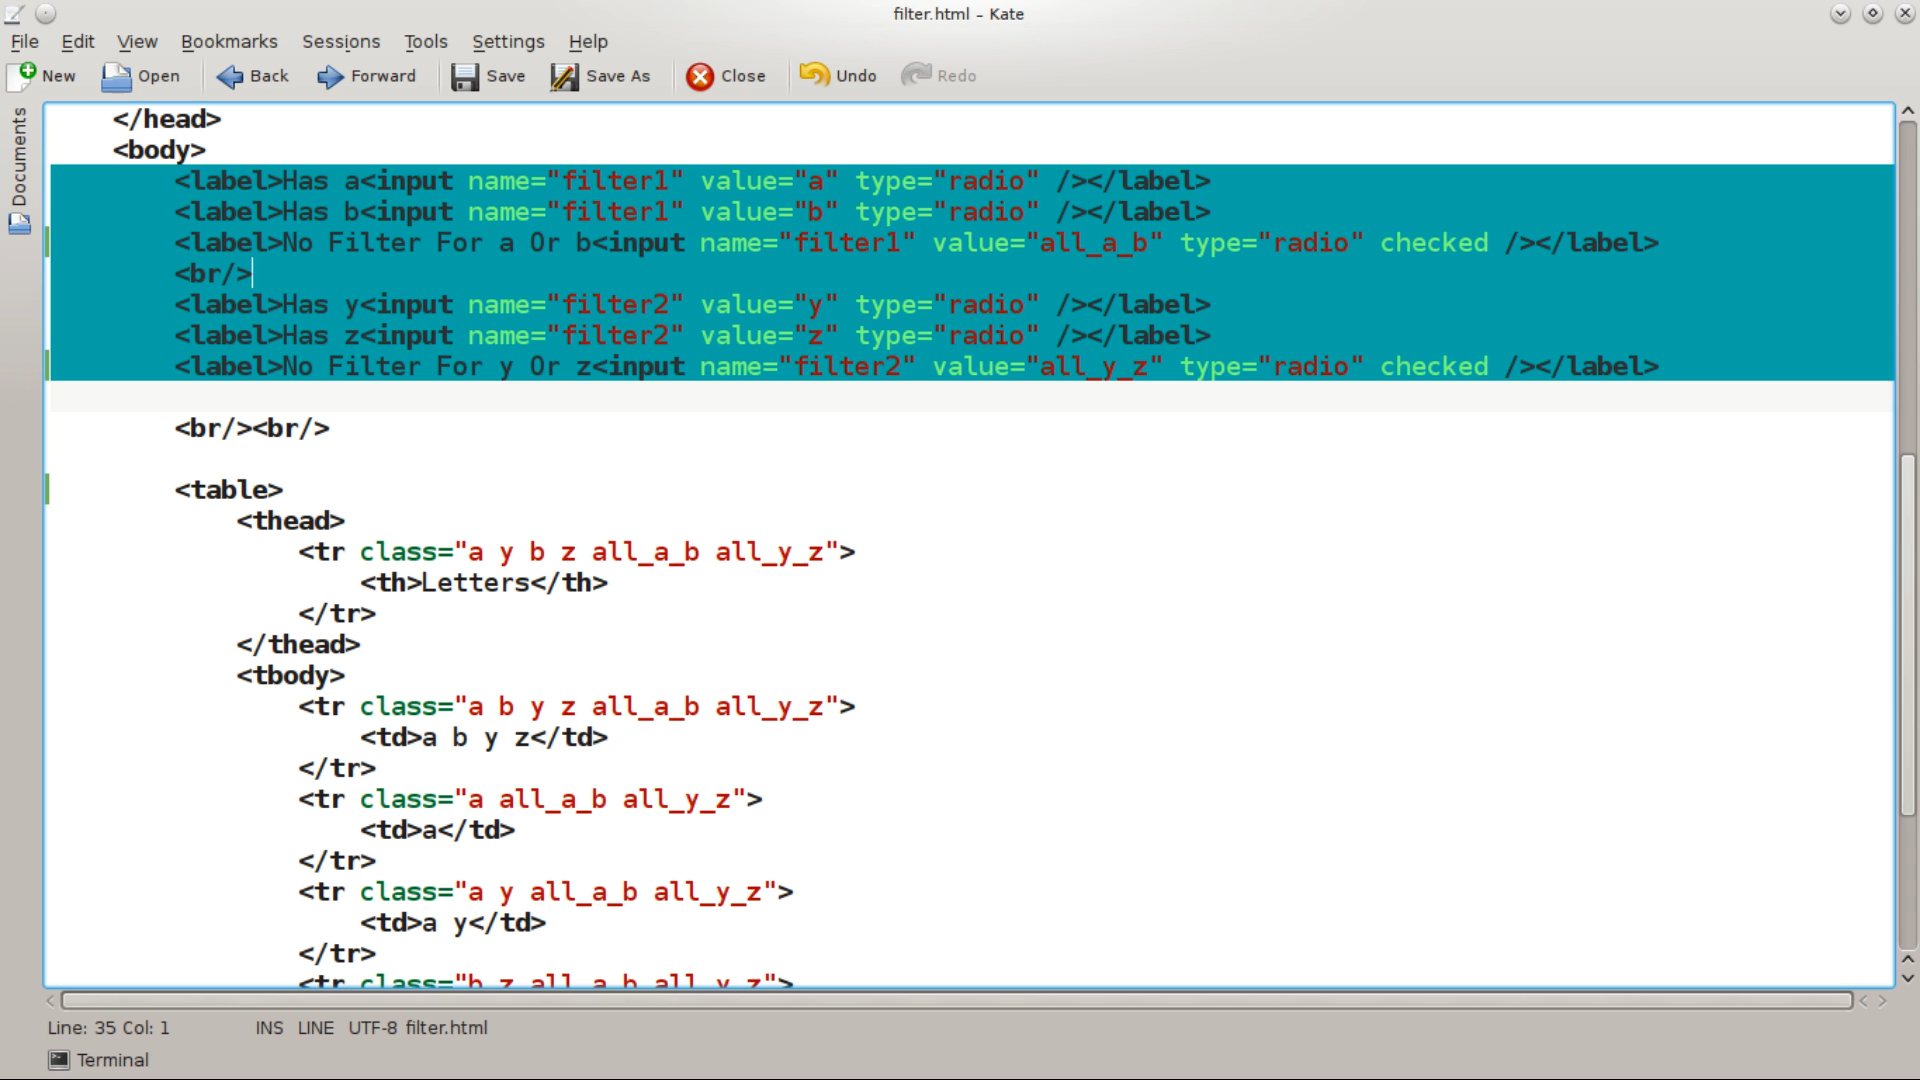 filter.html – Kate
File Edit View Bookmarks Sessions Tools Settings Help
New Open Back Forward Save Save As Close Undo Redo
Documents
</head>
<body>
<label>Has a<input name="filter1" value="a" type="radio" /></label>
<label>Has b<input name="filter1" value="b" type="radio" /></label>
<label>No Filter For a Or b<input name="filter1" value="all_a_b" type="radio" checked /></label>
<br/>
<label>Has y<input name="filter2" value="y" type="radio" /></label>
<label>Has z<input name="filter2" value="z" type="radio" /></label>
<label>No Filter For y Or z<input name="filter2" value="all_y_z" type="radio" checked /></label>
<br/><br/>
<table>
<thead>
<tr class="a y b z all_a_b all_y_z">
<th>Letters</th>
</tr>
</thead>
<tbody>
<tr class="a b y z all_a_b all_y_z">
<td>a b y z</td>
</tr>
<tr class="a all_a_b all_y_z">
<td>a</td>
</tr>
<tr class="a y all_a_b all_y_z">
<td>a y</td>
</tr>
<tr class="b z all_a_b all_y_z">
Line: 35 Col: 1 INS LINE UTF-8 filter.html
Terminal